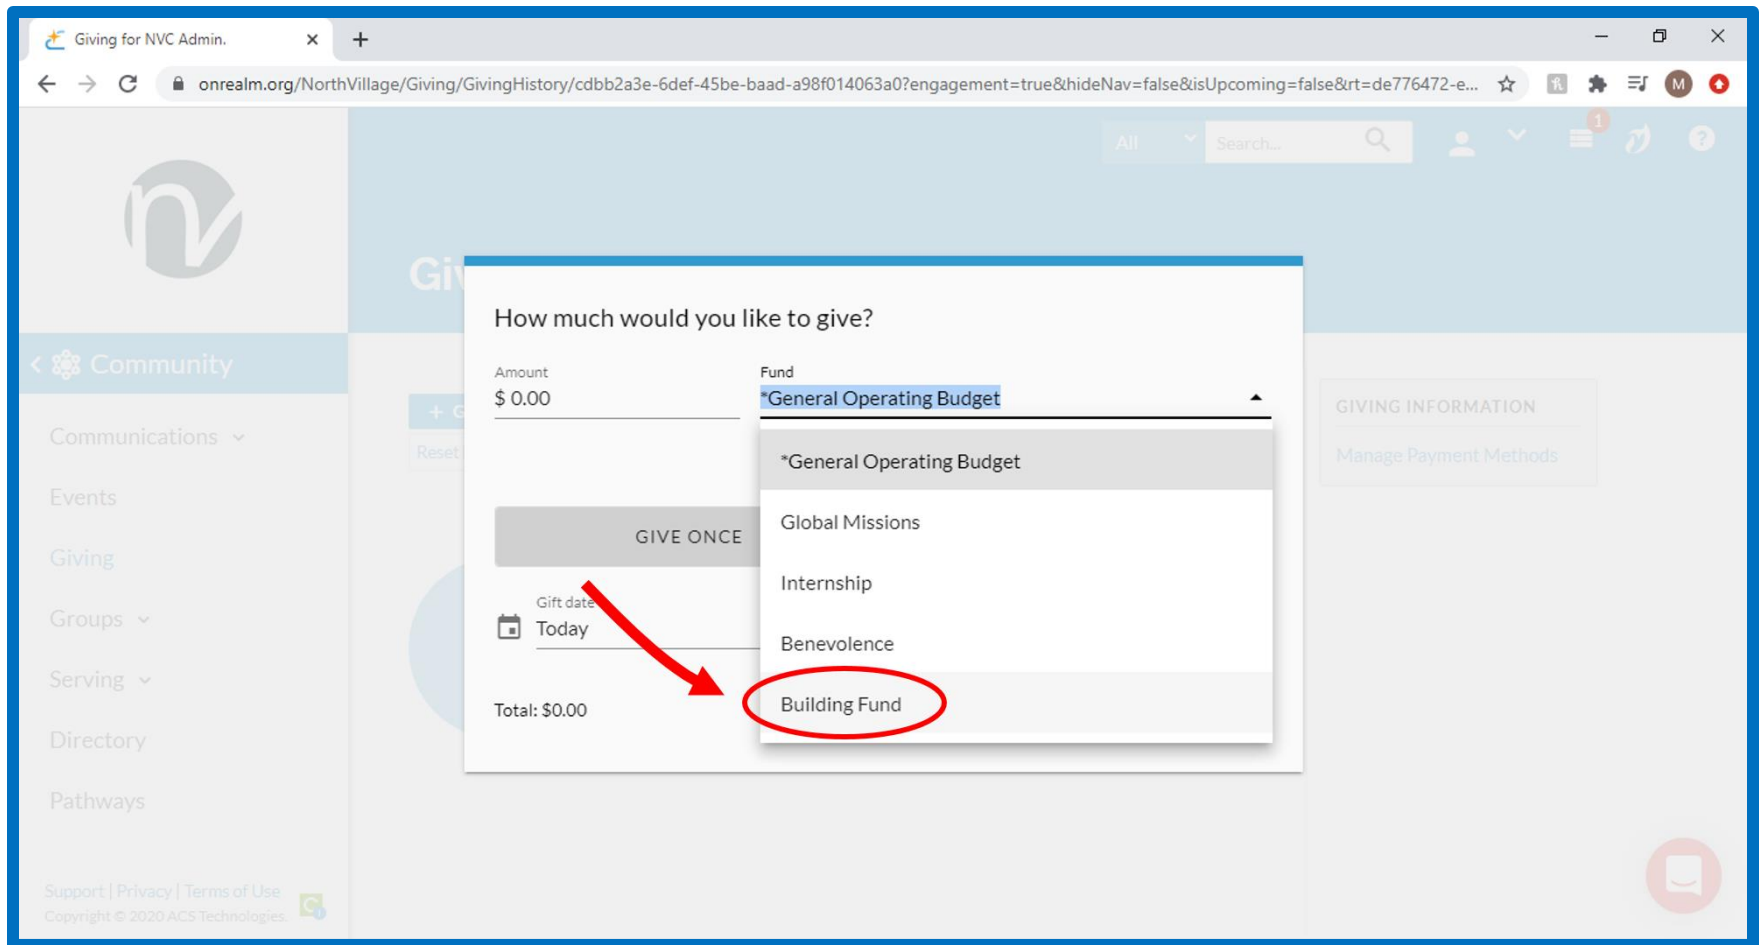 Giving for NVC Admin.
onrealm.org/NorthVillage/Giving/GivingHistory/cdbb2a3e-6def-45be-baad-a98f014063a0?engagement=true&hideNav=false&isUpcoming=false&rt=de776472-e...
M
All
Search...
1
nv
Giv
Community
How much would you like to give?
Amount
$ 0.00
Fund
*General Operating Budget
+ G
Reset
GIVING INFORMATION
Manage Payment Methods
Communications
Events
Giving
Groups
Serving
Directory
Pathways
*General Operating Budget
Global Missions
Internship
Benevolence
Building Fund
GIVE ONCE
Gift date
Today
Total: $0.00
Support | Privacy | Terms of Use
Copyright © 2020 ACS Technologies.